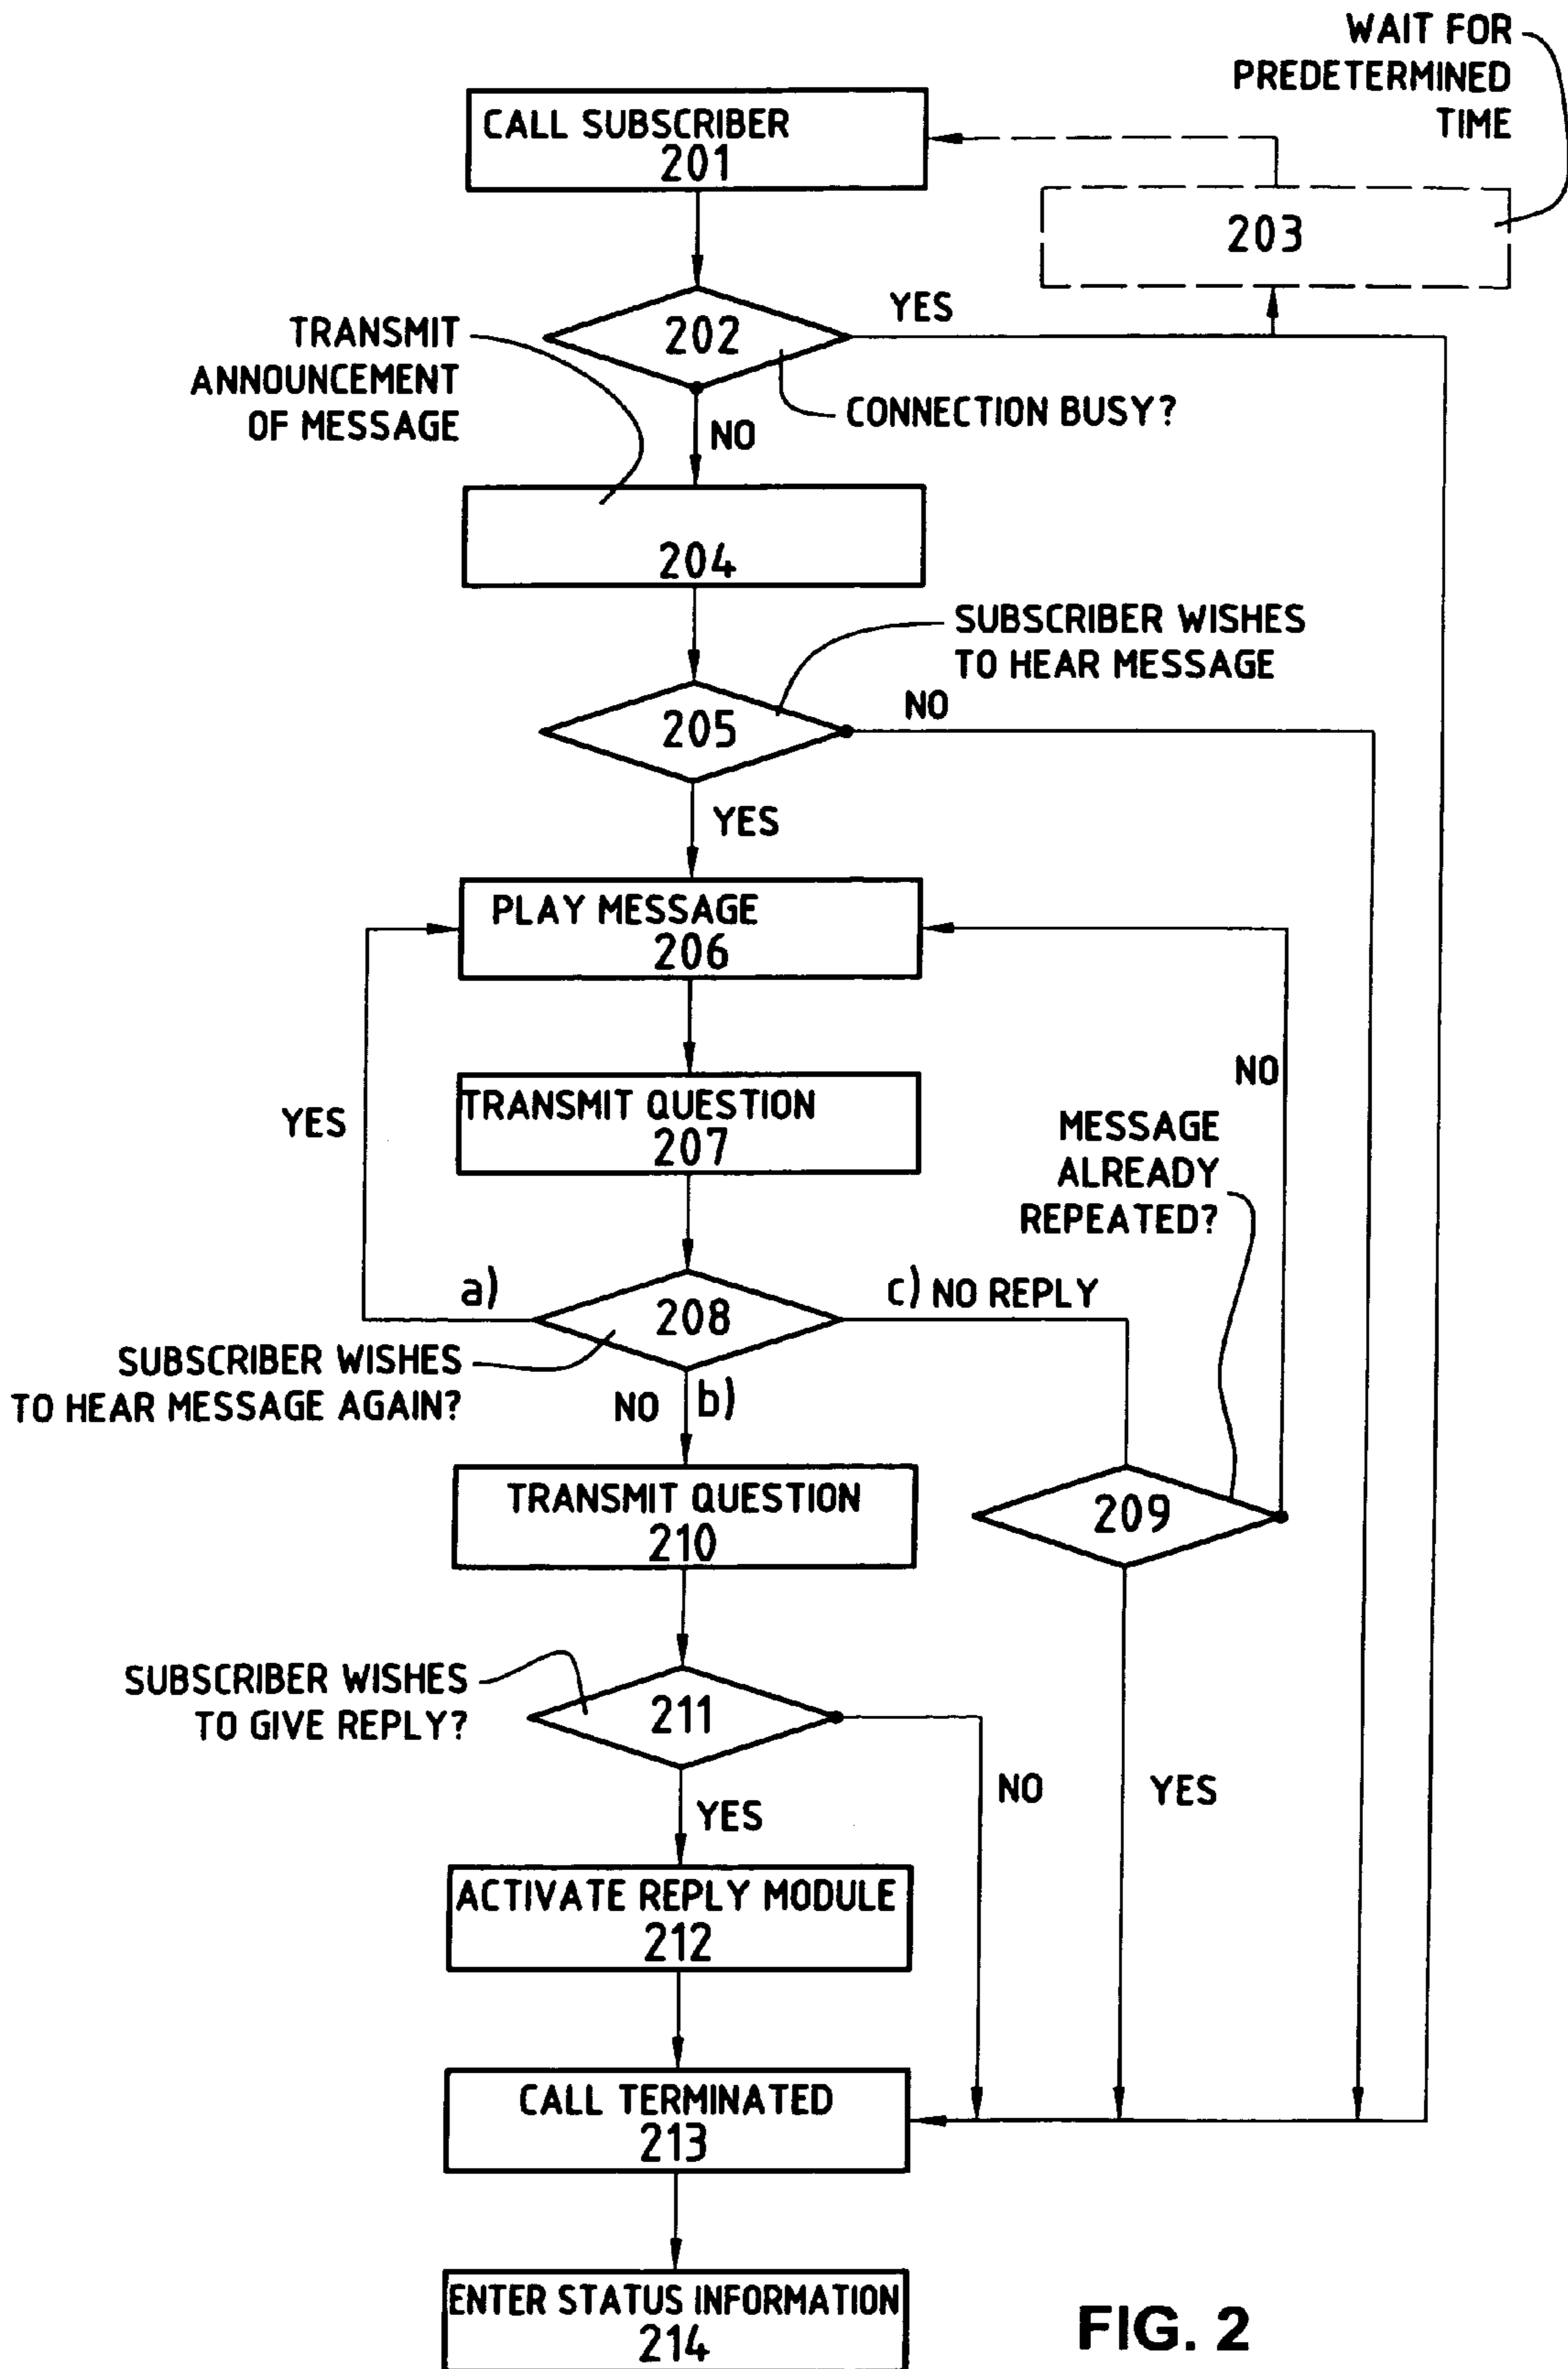 WAIT FOR
PREDETERMINED
TIME
CALL SUBSCRIBER
201
203
YES
202
TRANSMIT
ANNOUNCEMENT
OF MESSAGE
CONNECTION BUSY?
NO
204
SUBSCRIBER WISHES
TO HEAR MESSAGE
NO
205
YES
PLAY MESSAGE
206
NO
TRANSMIT QUESTION
207
YES
MESSAGE
ALREADY
REPEATED?
a)
c) NO REPLY
208
SUBSCRIBER WISHES
TO HEAR MESSAGE AGAIN?
NO b)
TRANSMIT QUESTION
210
209
SUBSCRIBER WISHES
TO GIVE REPLY?
211
NO
YES
YES
ACTIVATE REPLY MODULE
212
CALL TERMINATED
213
ENTER STATUS INFORMATION
214
FIG. 2